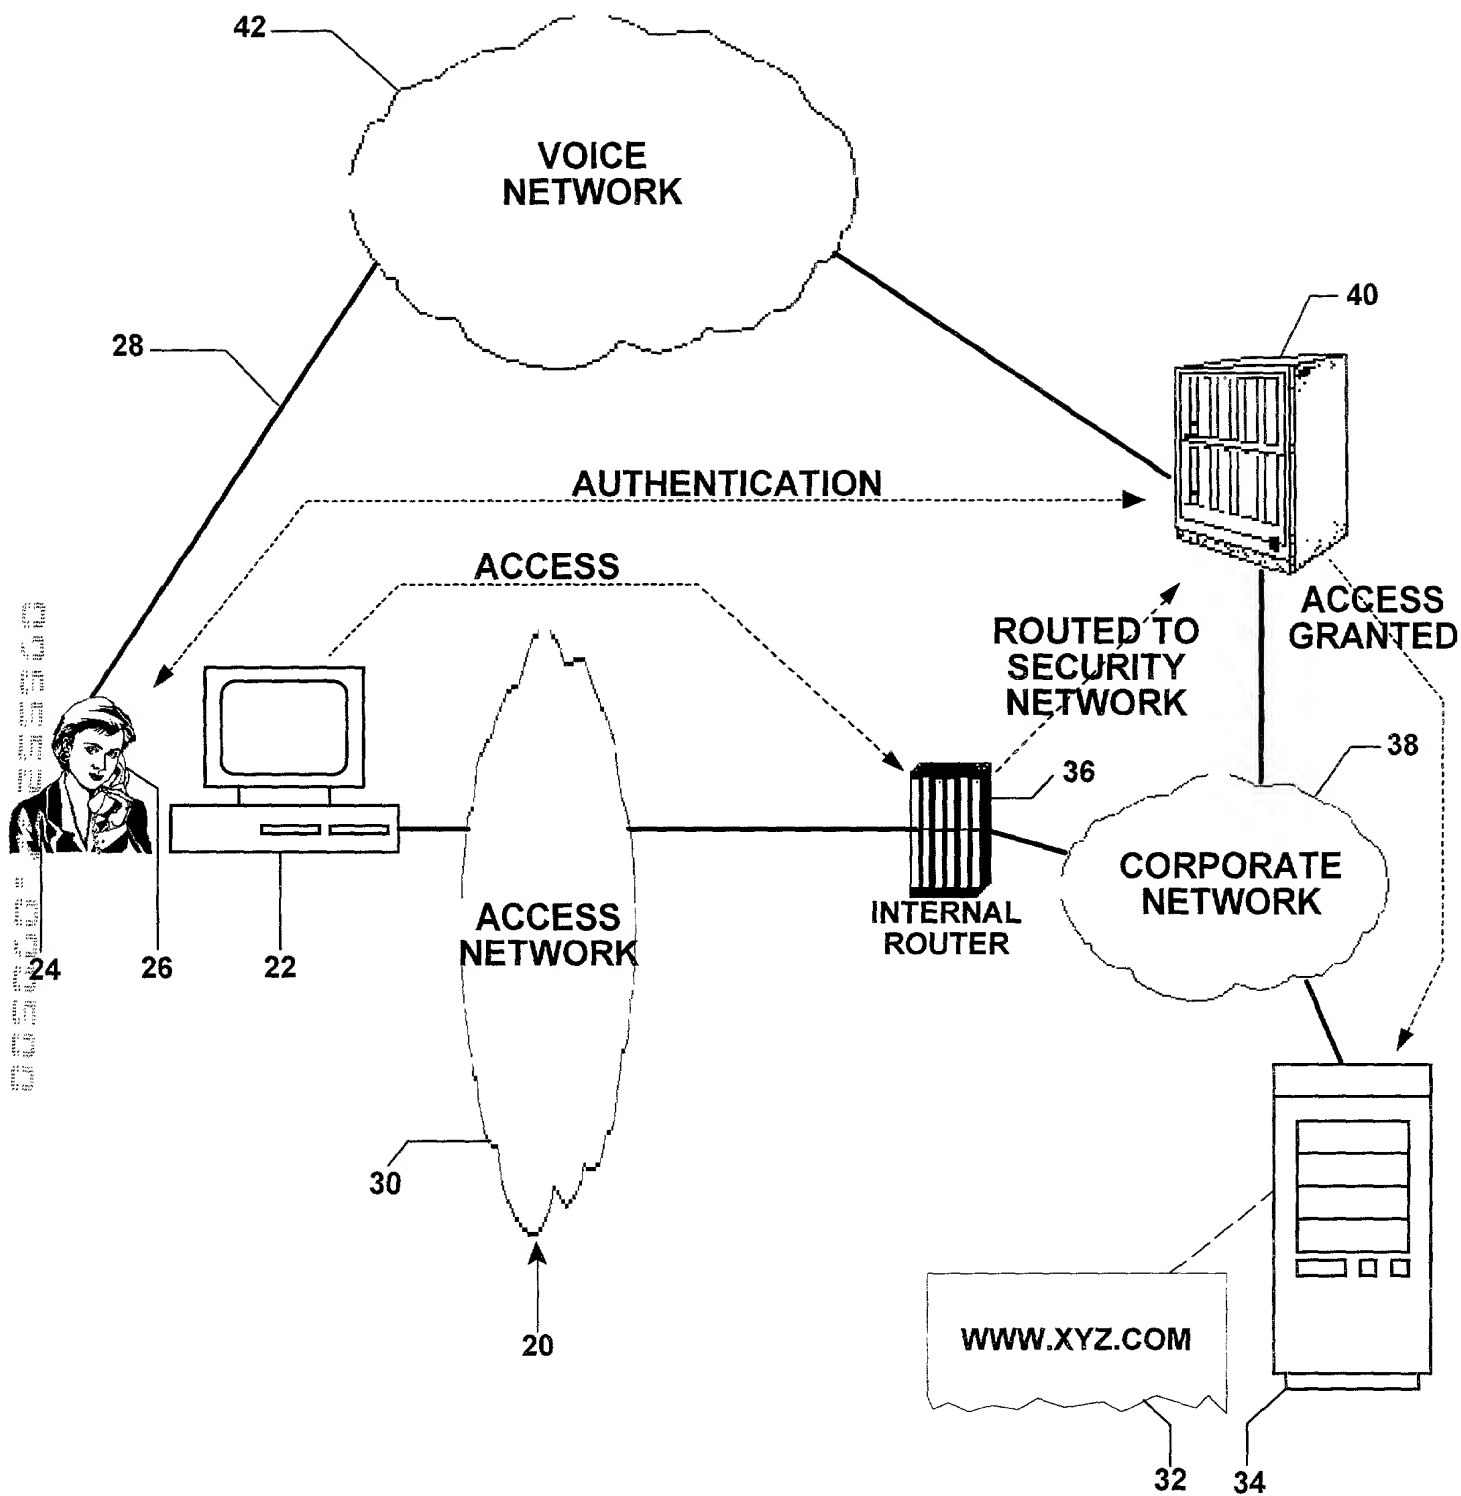 42
VOICE
NETWORK
40
28
AUTHENTICATION
ACCESS
ACCESS
GRANTED
ROUTED TO
SECURITY
NETWORK
38
36
CORPORATE
NETWORK
INTERNAL
ROUTER
ACCESS
NETWORK
24
26
22
30
20
WWW.XYZ.COM
32
34